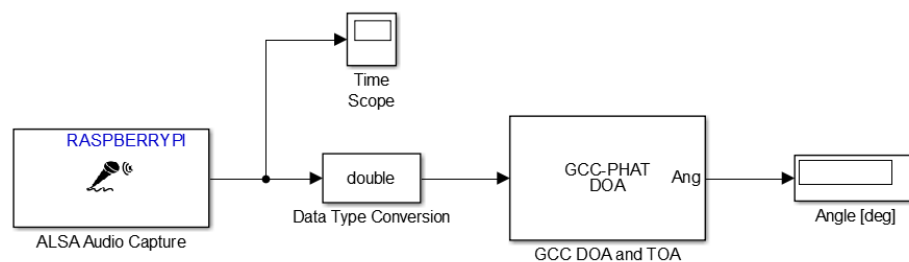 Time
Scope
RASPBERRYPI
ALSA Audio Capture
double
Data Type Conversion
GCC-PHAT
DOA
Ang
GCC DOA and TOA
Angle [deg]